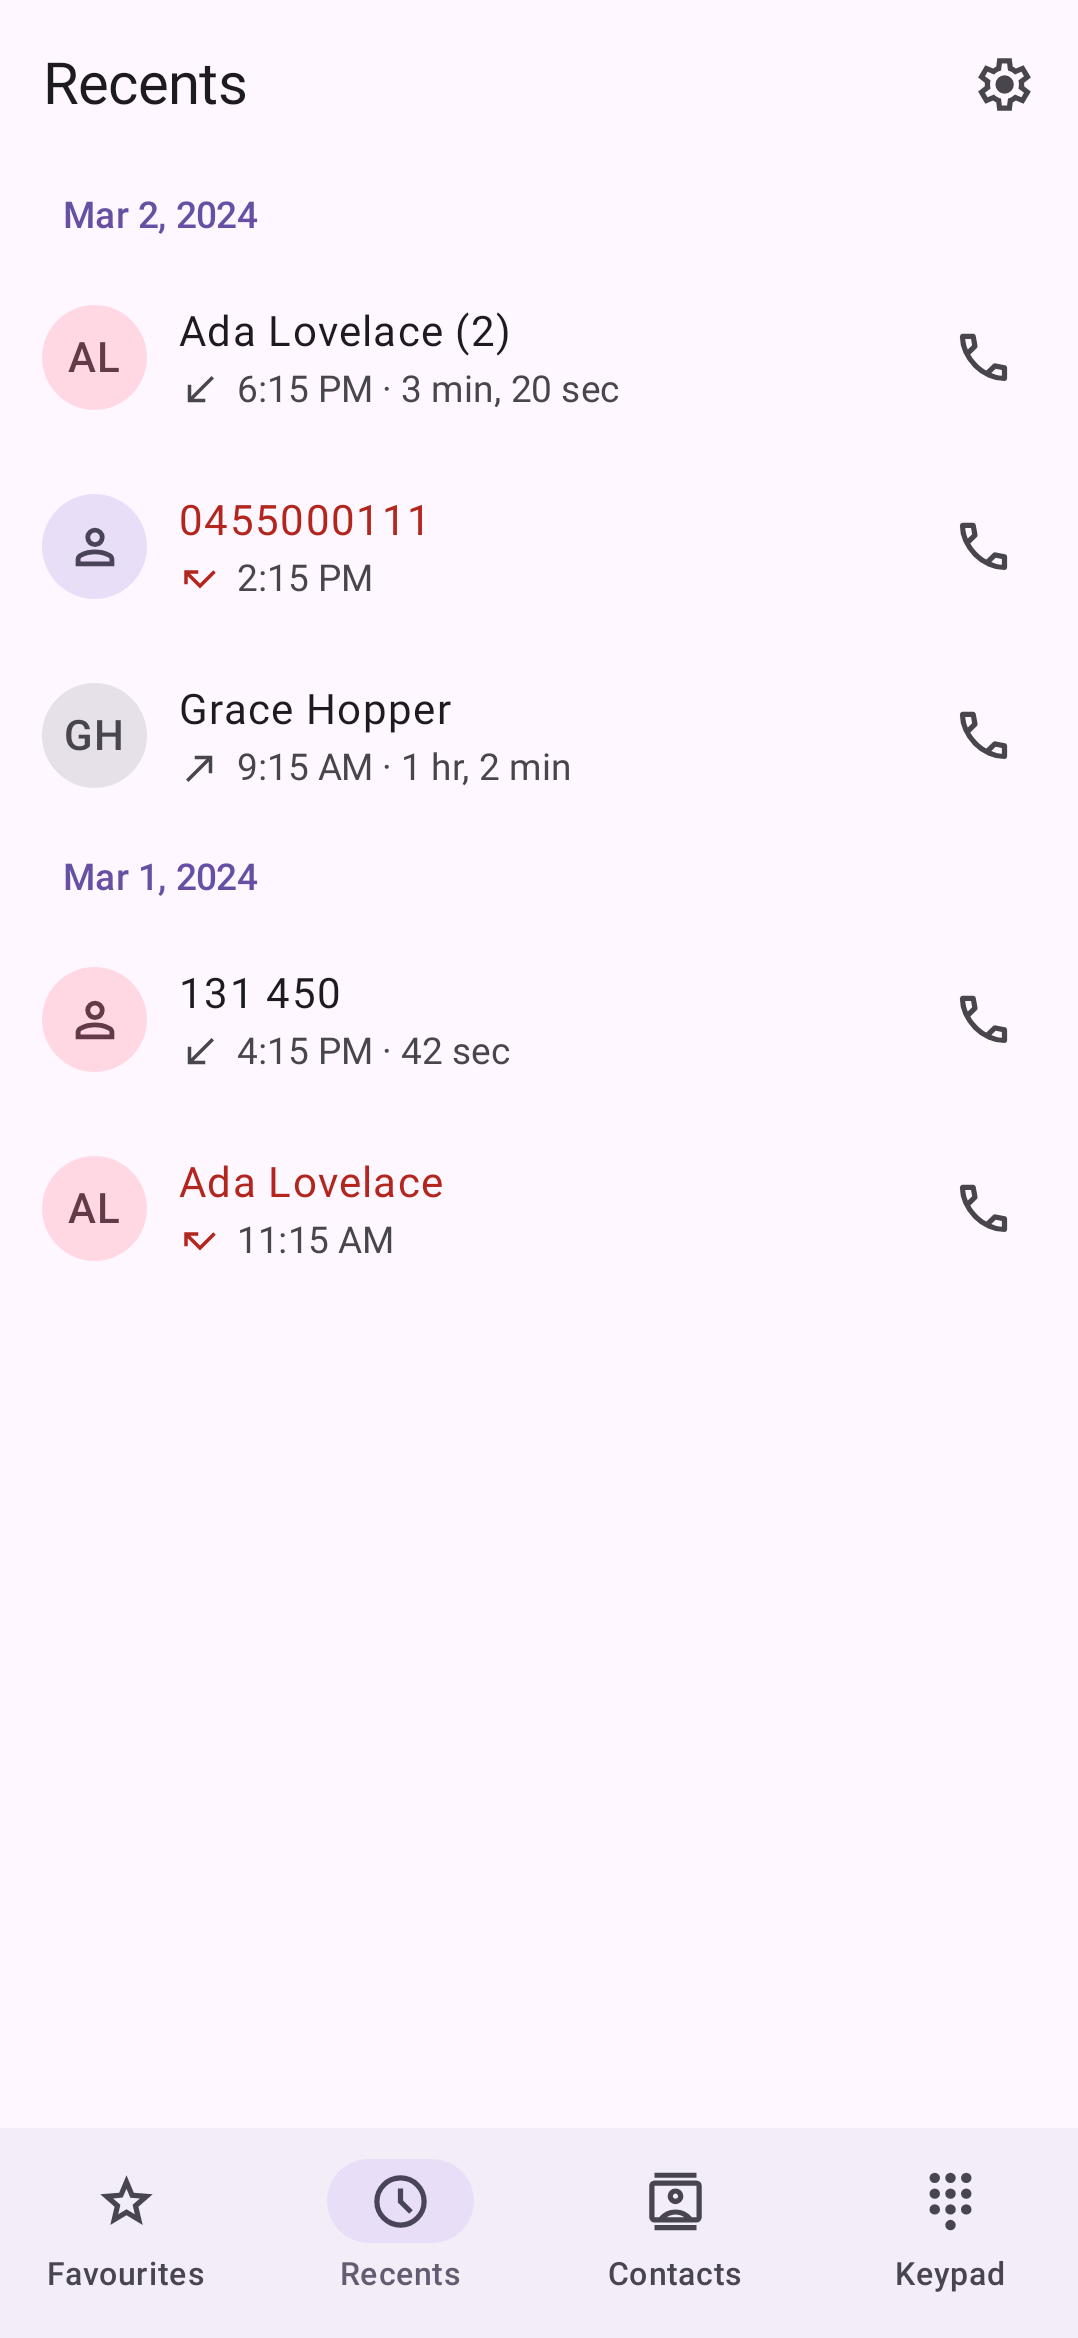 Recents
Mar 2, 2024
AL
Ada Lovelace (2)
6:15 PM · 3 min, 20 sec
0455000111
2:15 PM
GH
Grace Hopper
9:15 AM · 1 hr, 2 min
Mar 1, 2024
131 450
4:15 PM · 42 sec
AL
Ada Lovelace
11:15 AM
Favourites
Recents
Contacts
Keypad